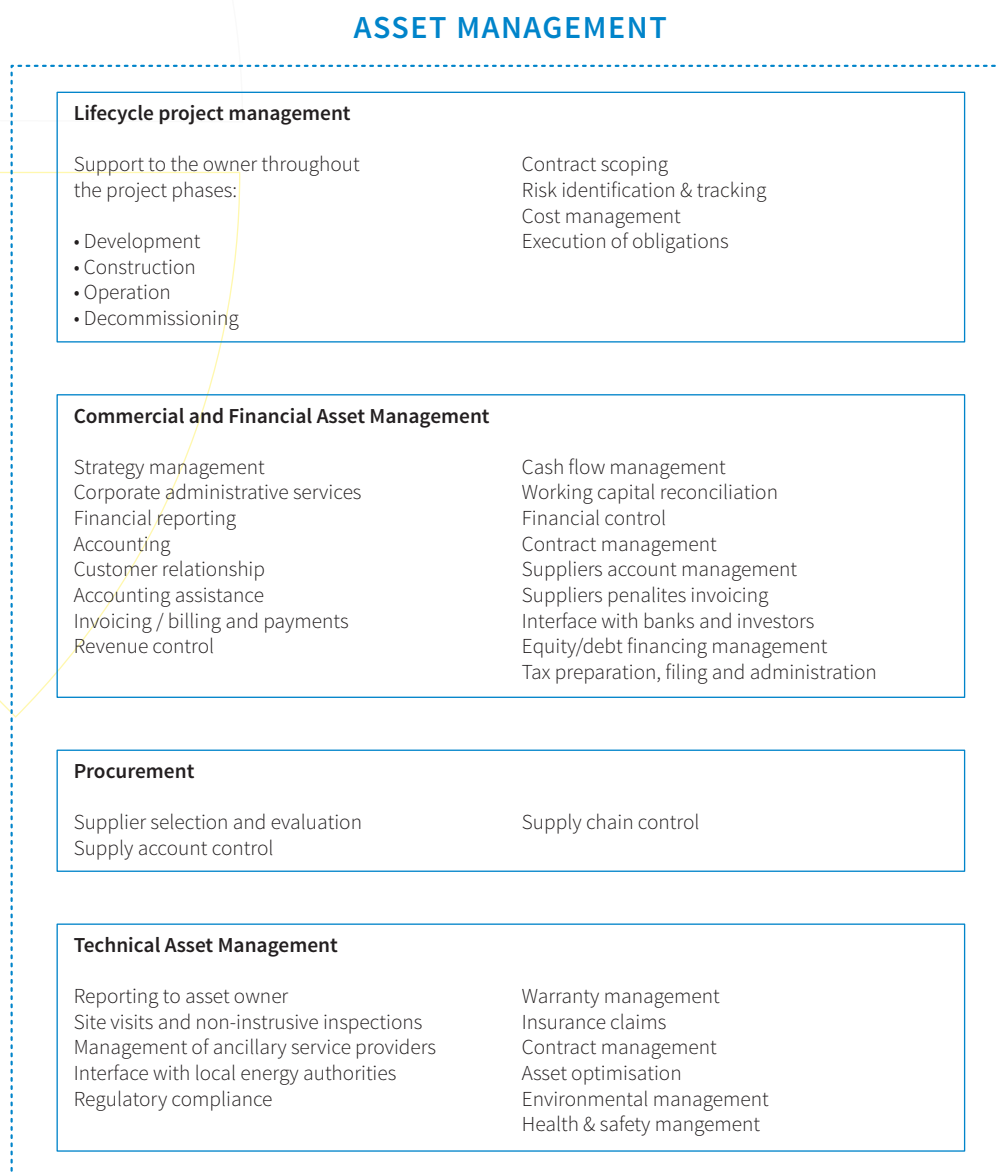 ASSET MANAGEMENT
Lifecycle project management
Support to the owner throughout
the project phases:
• Development
• Construction
• Operation
• Decommissioning
Contract scoping
Risk identification & tracking
Cost management
Execution of obligations
Commercial and Financial Asset Management
Strategy management
Corporate administrative services
Financial reporting
Accounting
Customer relationship
Accounting assistance
Invoicing / billing and payments
Revenue control
Cash flow management
Working capital reconciliation
Financial control
Contract management
Suppliers account management
Suppliers penalites invoicing
Interface with banks and investors
Equity/debt financing management
Tax preparation, filing and administration
Procurement
Supplier selection and evaluation
Supply account control
Supply chain control
Technical Asset Management
Reporting to asset owner
Site visits and non-instrusive inspections
Management of ancillary service providers
Interface with local energy authorities
Regulatory compliance
Warranty management
Insurance claims
Contract management
Asset optimisation
Environmental management
Health & safety mangement